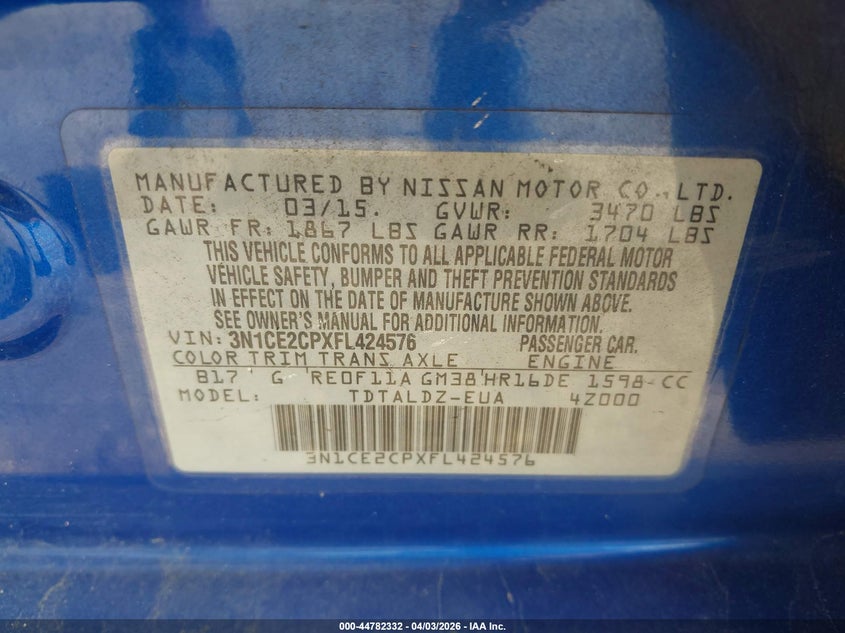 MANUFACTURED BY NISSAN MOTOR CO., LTD.
DATE: 03/15. GVWR: 3470 LBS
GAWR FR: 1867 LBS GAWR RR: 1704 LBS
THIS VEHICLE CONFORMS TO ALL APPLICABLE FEDERAL MOTOR
VEHICLE SAFETY, BUMPER AND THEFT PREVENTION STANDARDS
IN EFFECT ON THE DATE OF MANUFACTURE SHOWN ABOVE.
SEE OWNER'S MANUAL FOR ADDITIONAL INFORMATION.
VIN: 3N1CE2CPXFL424576 PASSENGER CAR.
COLOR TRIM TRANS AXLE ENGINE
B17 G RE0F11A GM38 HR16DE 1598-CC
MODEL: TDTALDZ-EUA 4Z000
3N1CE2CPXFL424576
000-44782332 | 04/03/2026 | IAA Inc.